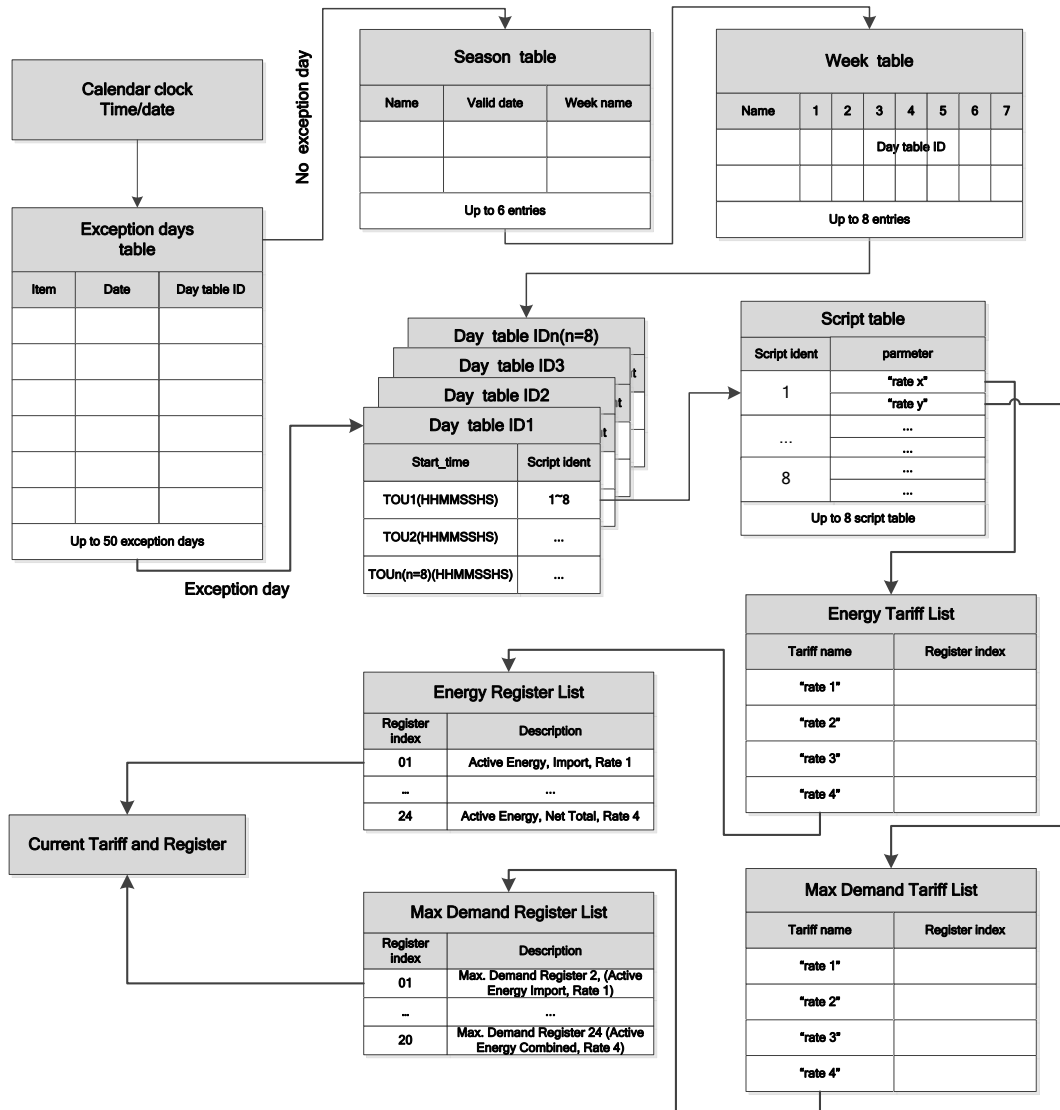 Calendar clock
Time/date
No exception day
Season table
Name Valid date Week name
Up to 6 entries
Week table
Name 1 2 3 4 5 6 7
Day table ID
Up to 8 entries
Exception days
table
Item Date Day table ID
Up to 50 exception days
Exception day
Day table IDn(n=8)
Day table ID3
Day table ID2
Day table ID1
Start_time Script ident
TOU1(HHMMSSHS) 1~8
TOU2(HHMMSSHS) ...
TOUn(n=8)(HHMMSSHS) ...
Script table
Script ident parmeter
1 "rate x"
"rate y"
... ...
...
8 ...
...
Up to 8 script table
Energy Tariff List
Tariff name Register index
"rate 1"
"rate 2"
"rate 3"
"rate 4"
Energy Register List
Register
index
Description
01 Active Energy, Import, Rate 1
... ...
24 Active Energy, Net Total, Rate 4
Current Tariff and Register
Max Demand Register List
Register
index
Description
01 Max. Demand Register 2, (Active
Energy Import, Rate 1)
... ...
20 Max. Demand Register 24 (Active
Energy Combined, Rate 4)
Max Demand Tariff List
Tariff name Register index
"rate 1"
"rate 2"
"rate 3"
"rate 4"